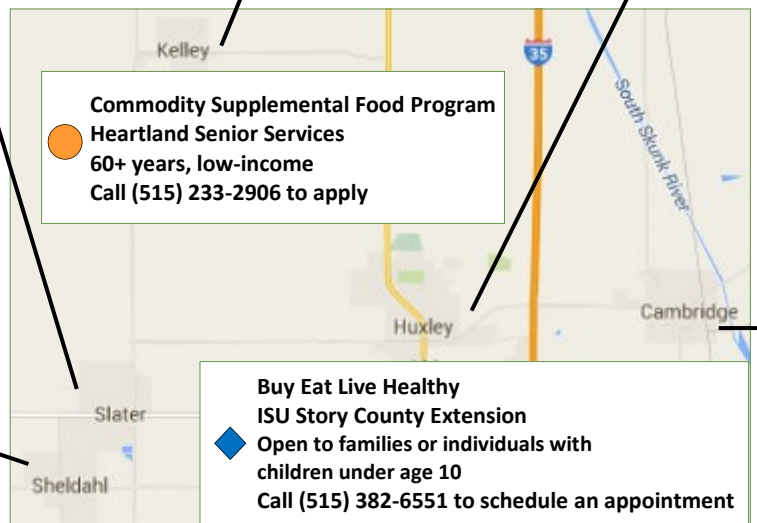 Kelley
35
Commodity Supplemental Food Program
Heartland Senior Services
60+ years, low-income
Call (515) 233-2906 to apply
South Skunk River
Cambridge
Huxley
Buy Eat Live Healthy
ISU Story County Extension
Open to families or individuals with
children under age 10
Call (515) 382-6551 to schedule an appointment
Slater
Sheldahl